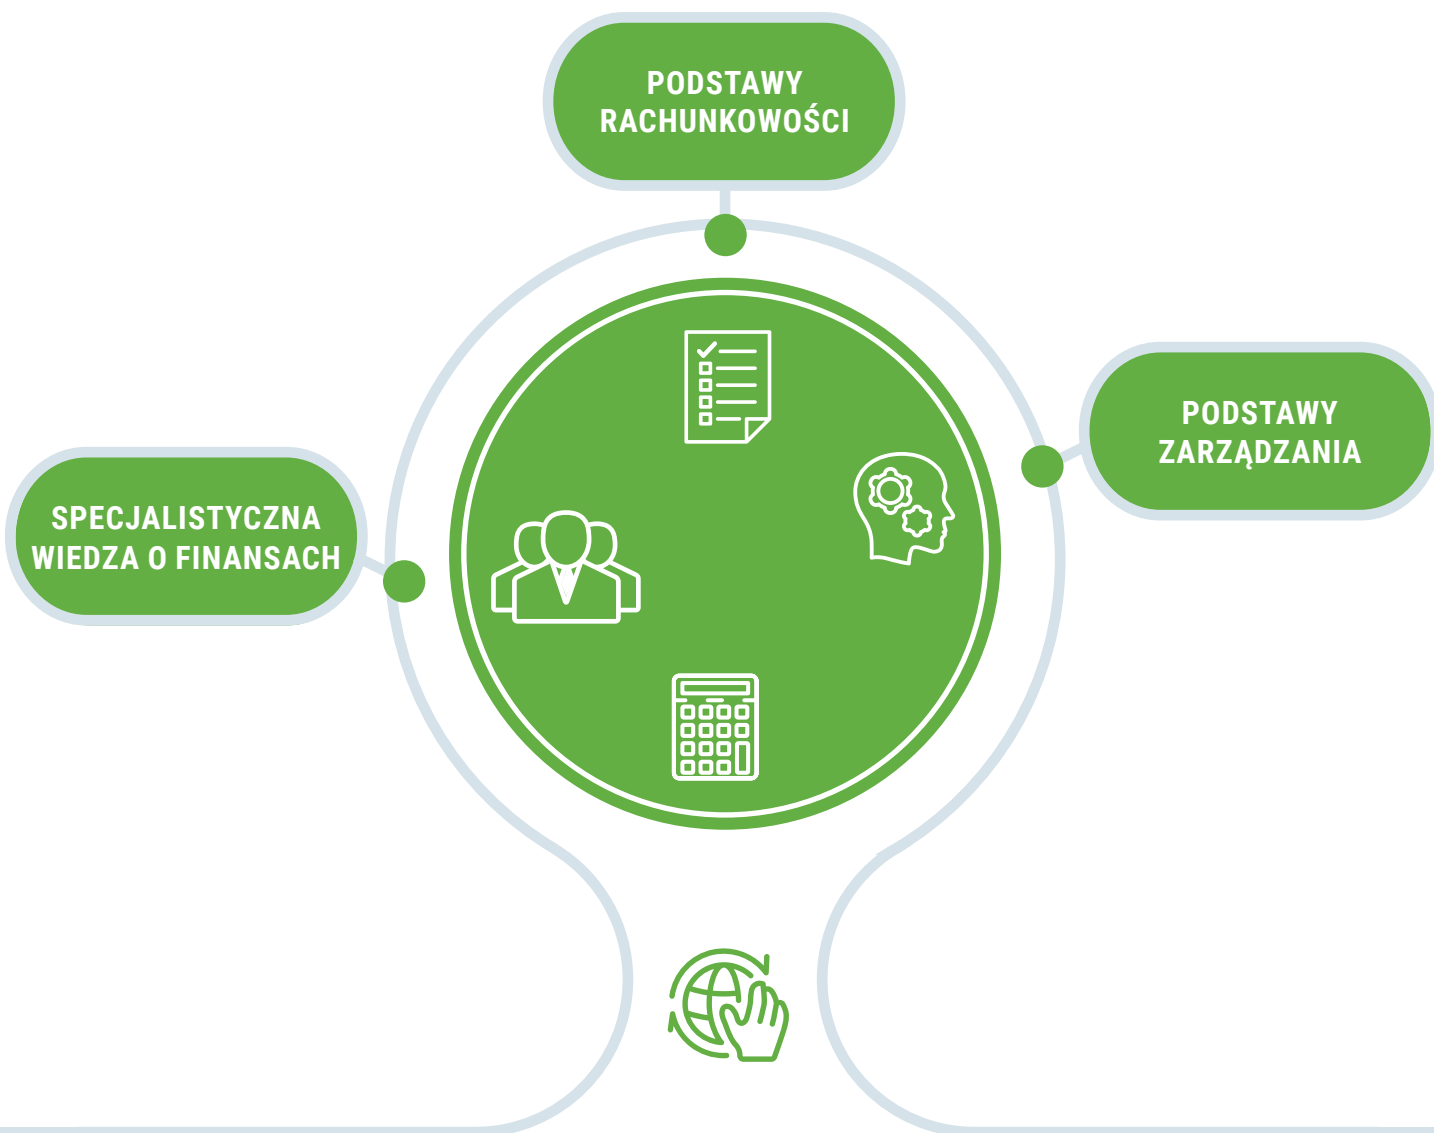 PODSTAWY
RACHUNKOWOŚCI
PODSTAWY
ZARZĄDZANIA
SPECJALISTYCZNA
WIEDZA O FINANSACH